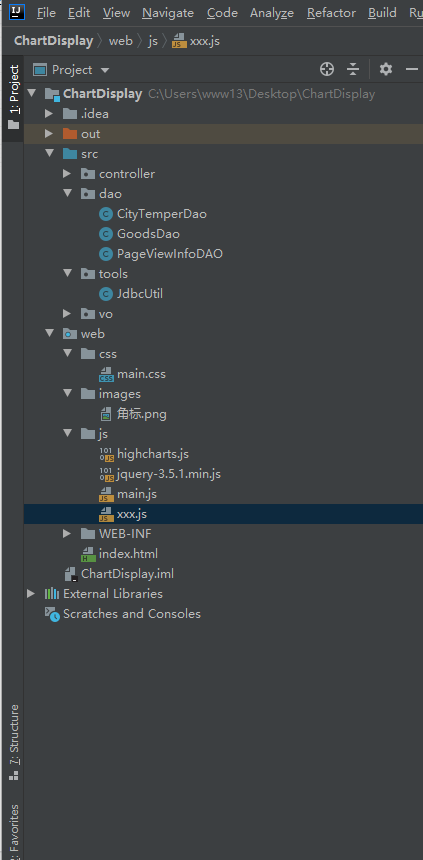 File Edit View Navigate Code Analyze Refactor Build Ru
ChartDisplay web js xxx.js
Project
ChartDisplay C:\Users\www13\Desktop\ChartDisplay
.idea
out
src
controller
dao
CityTemperDao
GoodsDao
PageViewInfoDAO
tools
JdbcUtil
vo
web
css
main.css
images
角标.png
js
highcharts.js
jquery-3.5.1.min.js
main.js
xxx.js
WEB-INF
index.html
ChartDisplay.iml
External Libraries
Scratches and Consoles
1: Project
7: Structure
2: Favorites